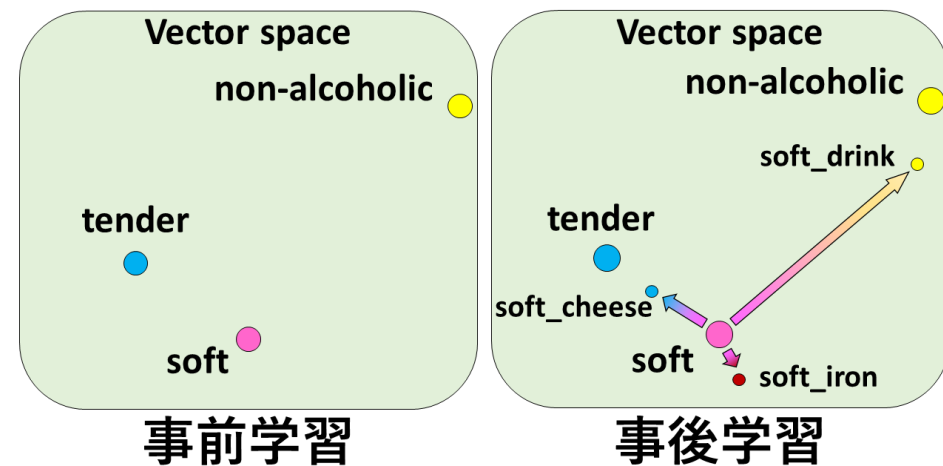 Vector space
non-alcoholic
tender
soft
事前学習
Vector space
non-alcoholic
soft_drink
tender
soft_cheese
soft
soft_iron
事後学習